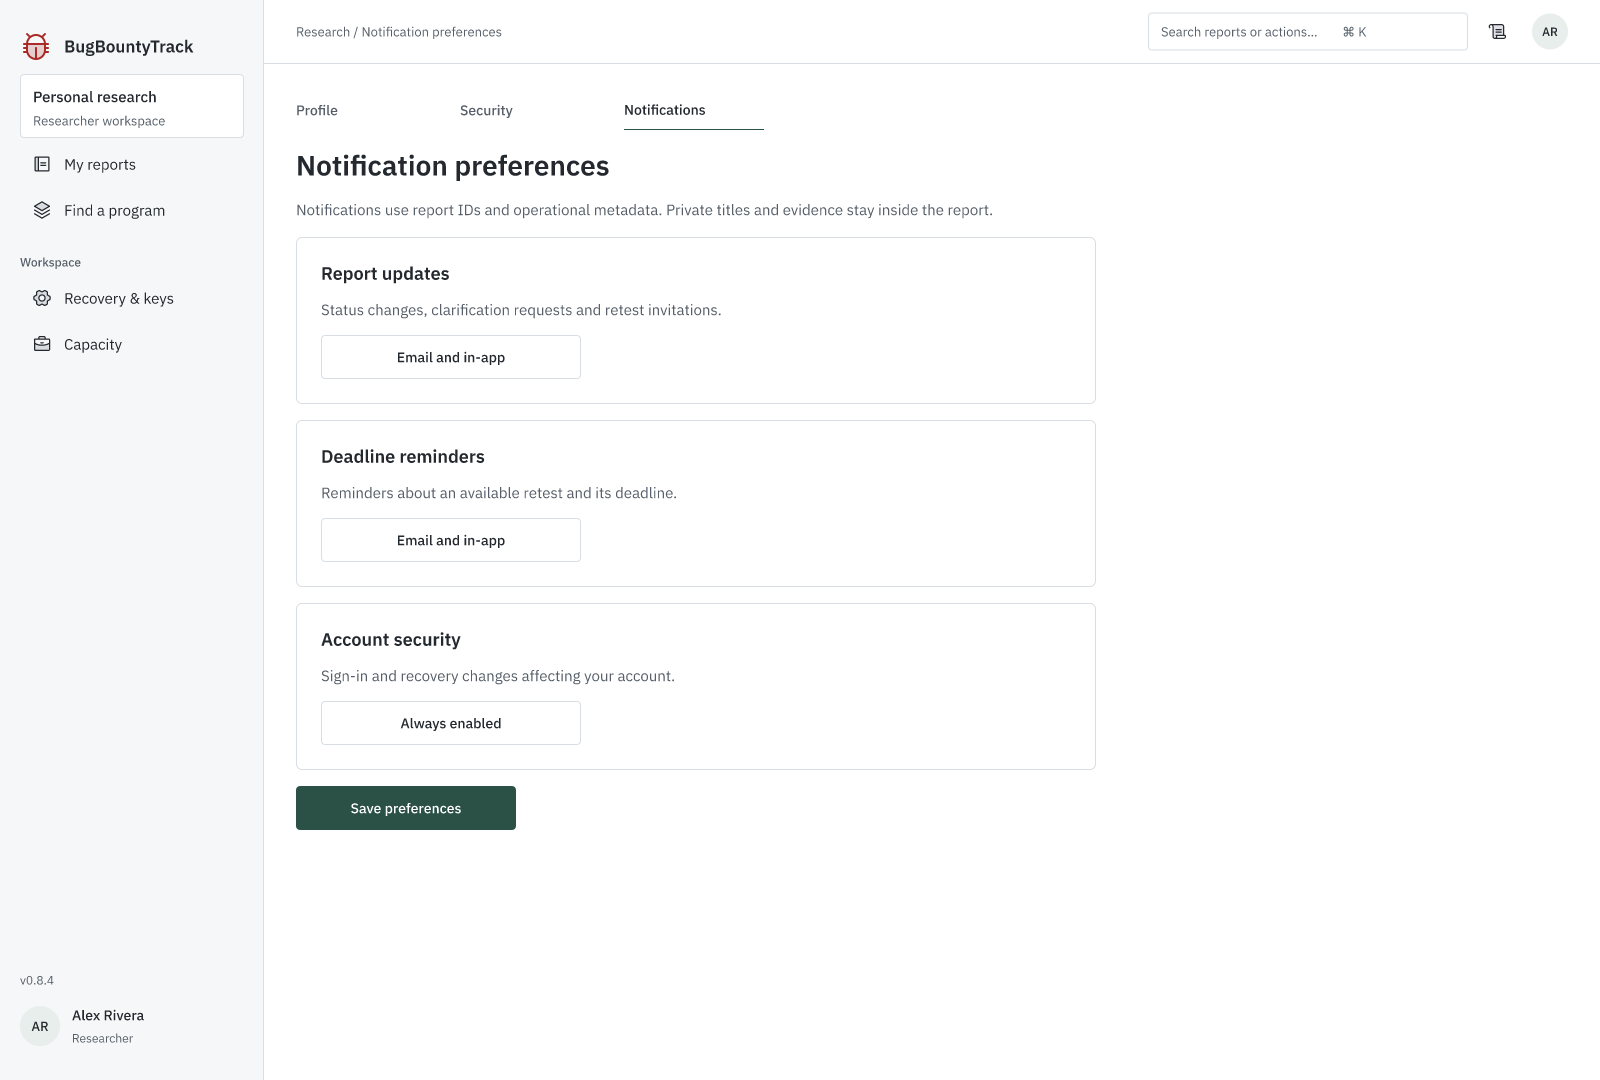 BugBountyTrack
Personal research
Researcher workspace
My reports
Find a program
Workspace
Recovery & keys
Capacity
v0.8.4
AR
Alex Rivera
Researcher
Research / Notification preferences
Search reports or actions... ⌘ K
AR
Profile
Security
Notifications
Notification preferences
Notifications use report IDs and operational metadata. Private titles and evidence stay inside the report.
Report updates
Status changes, clarification requests and retest invitations.
Email and in-app
Deadline reminders
Reminders about an available retest and its deadline.
Email and in-app
Account security
Sign-in and recovery changes affecting your account.
Always enabled
Save preferences